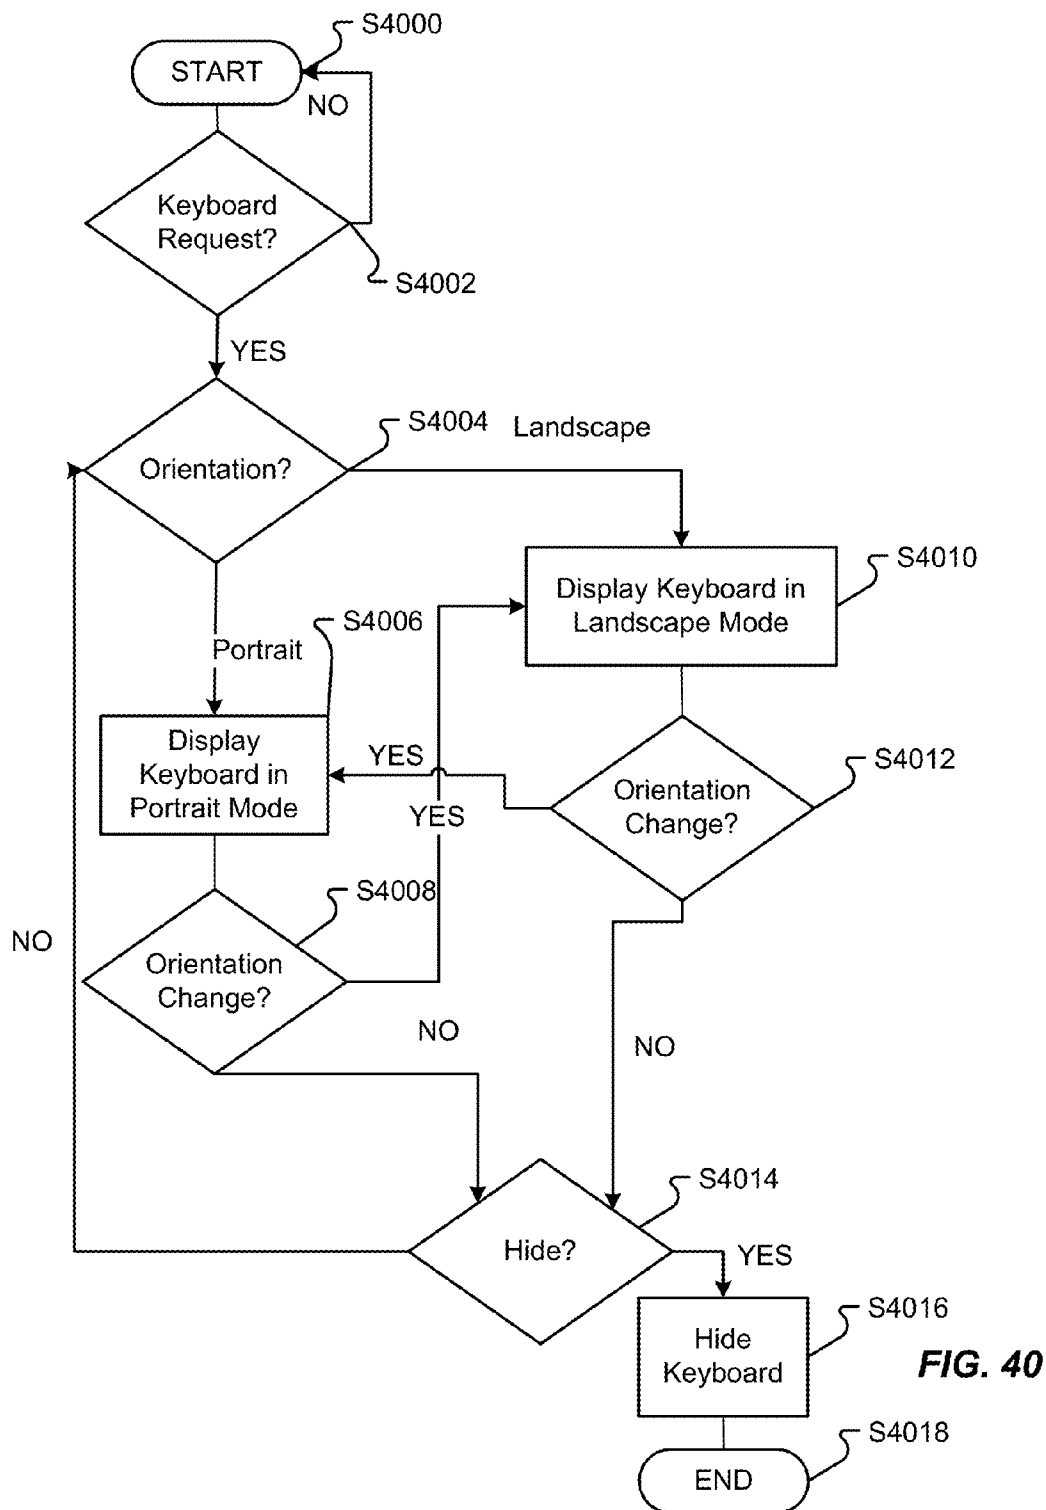 S4000
START
NO
Keyboard
Request?
S4002
YES
S4004
Landscape
Orientation?
S4010
Display Keyboard in
Landscape Mode
S4006
Portrait
Display
Keyboard in
Portrait Mode
YES
S4012
Orientation
Change?
YES
S4008
NO
Orientation
Change?
NO
NO
S4014
Hide?
YES
S4016
Hide
Keyboard
FIG. 40
S4018
END